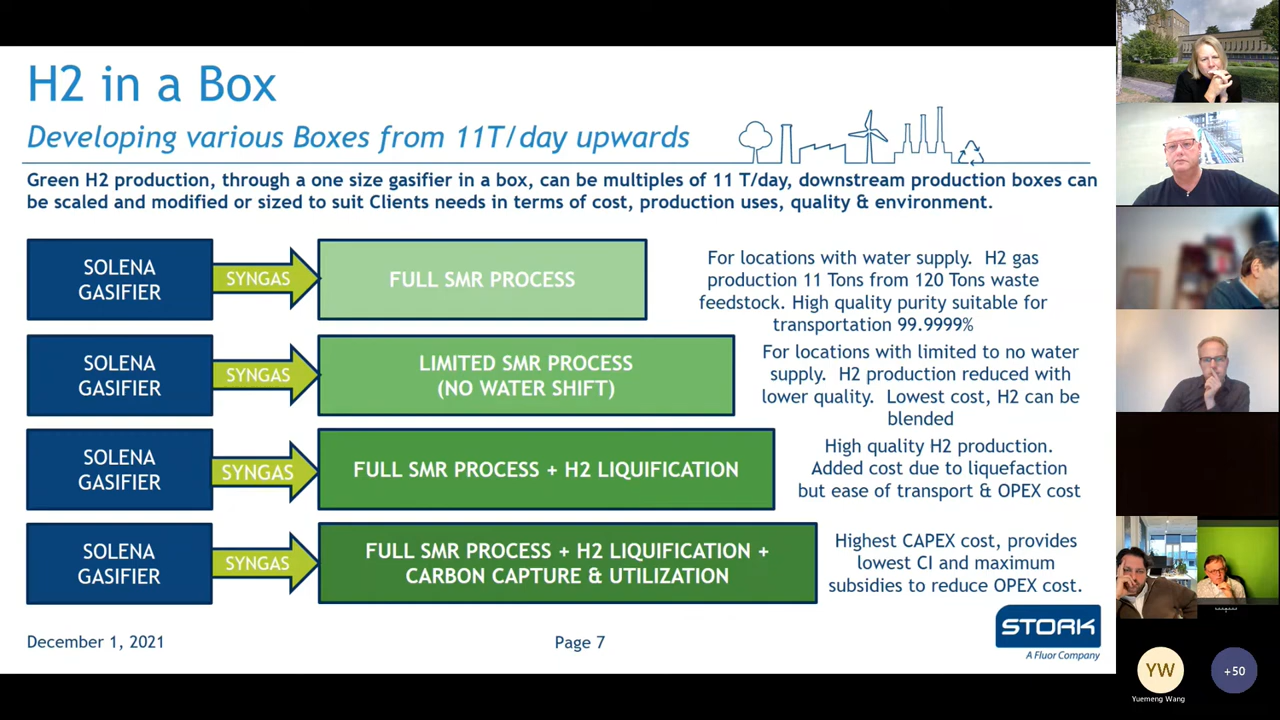 H2 in a Box
Developing various Boxes from 11T/day upwards
Green H2 production, through a one size gasifier in a box, can be multiples of 11 T/day, downstream production boxes can
be scaled and modified or sized to suit Clients needs in terms of cost, production uses, quality & environment.
SOLENA
GASIFIER
SYNGAS
FULL SMR PROCESS
For locations with water supply. H2 gas
production 11 Tons from 120 Tons waste
feedstock. High quality purity suitable for
transportation 99.9999%
SOLENA
GASIFIER
SYNGAS
LIMITED SMR PROCESS
(NO WATER SHIFT)
For locations with limited to no water
supply. H2 production reduced with
lower quality. Lowest cost, H2 can be
blended
SOLENA
GASIFIER
SYNGAS
FULL SMR PROCESS + H2 LIQUIFICATION
High quality H2 production.
Added cost due to liquefaction
but ease of transport & OPEX cost
SOLENA
GASIFIER
SYNGAS
FULL SMR PROCESS + H2 LIQUIFICATION +
CARBON CAPTURE & UTILIZATION
Highest CAPEX cost, provides
lowest CI and maximum
subsidies to reduce OPEX cost.
December 1, 2021
Page 7
STORK
A Fluor Company
YW
Yuemeng Wang
+50